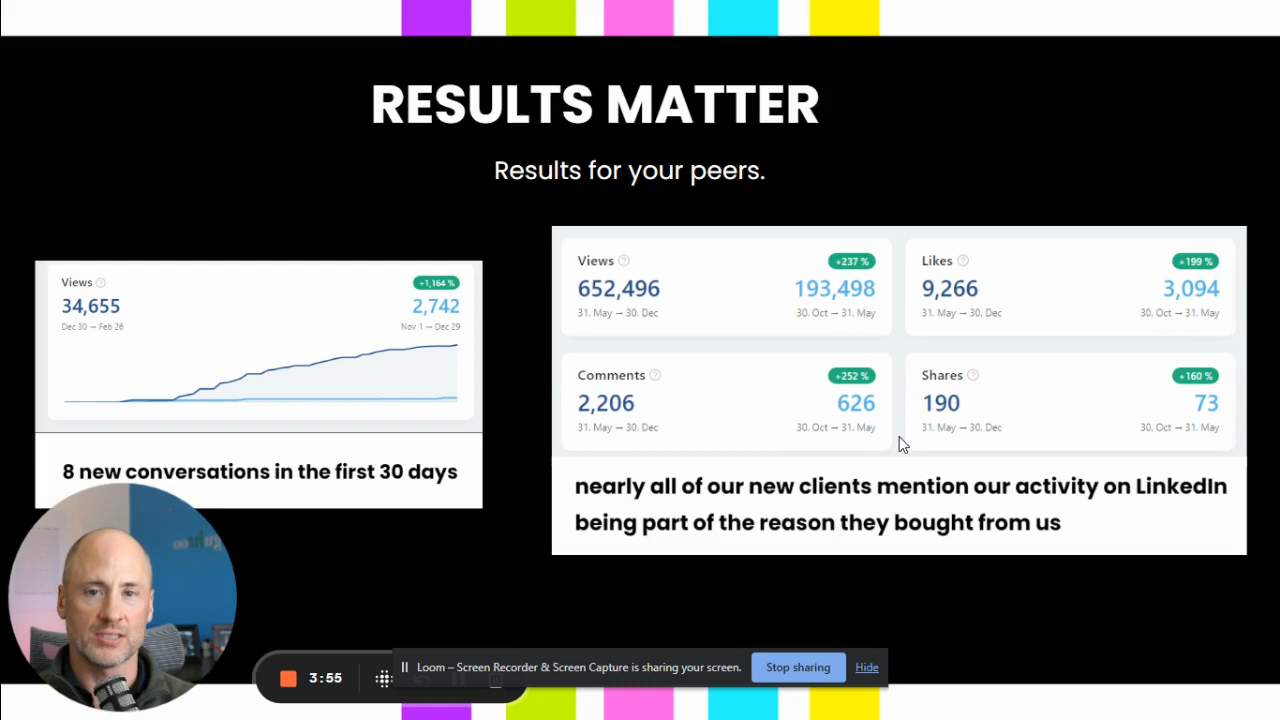 RESULTS MATTER
Results for your peers.
Views
+1,164 %
34,655
2,742
Dec 30 → Feb 26
Nov 1 → Dec 29
8 new conversations in the first 30 days
Views
+237 %
652,496
193,498
31. May → 30. Dec
30. Oct → 31. May
Likes
+199 %
9,266
3,094
31. May → 30. Dec
30. Oct → 31. May
Comments
+252 %
2,206
626
31. May → 30. Dec
30. Oct → 31. May
Shares
+160 %
190
73
31. May → 30. Dec
30. Oct → 31. May
nearly all of our new clients mention our activity on LinkedIn
being part of the reason they bought from us
3:55
Loom – Screen Recorder & Screen Capture is sharing your screen.
Stop sharing
Hide